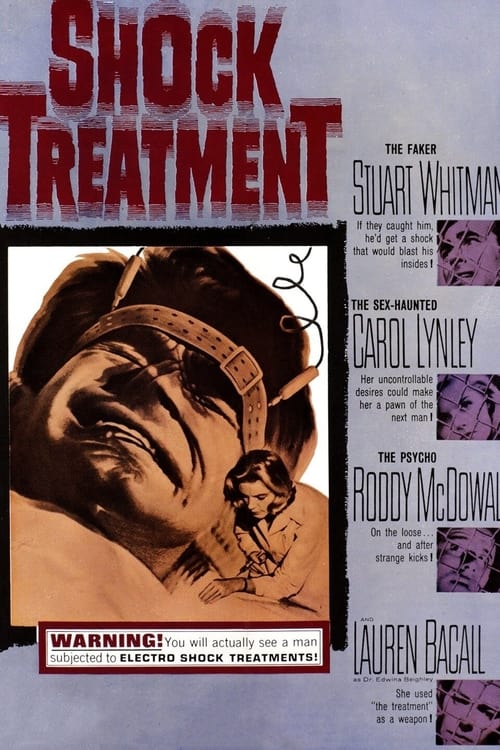 SHOCK
TREATMENT
THE FAKER
STUART WHITMAN
If they caught him,
he'd get a shock
that would blast his
insides!
THE SEX-HAUNTED
CAROL LYNLEY
Her uncontrollable
desires could make
her a pawn of the
next man!
THE PSYCHO
RODDY McDOWAL
On the loose...
and after
strange kicks!
AND
LAUREN BACALL
as Dr. Edwina Beighley
She used
"the treatment"
as a weapon!
WARNING! You will actually see a man
subjected to ELECTRO SHOCK TREATMENTS!